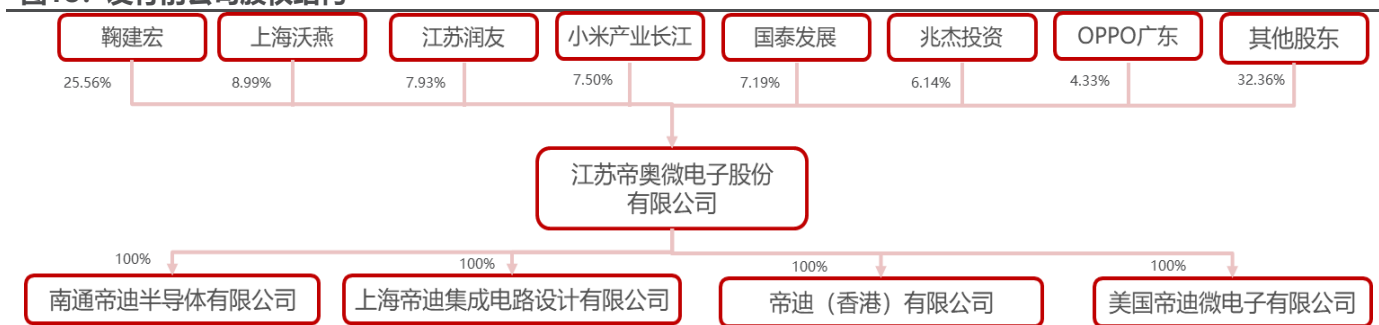 鞠建宏
上海沃燕
江苏润友
小米产业长江
国泰发展
兆杰投资
OPPO广东
其他股东
25.56%
8.99%
7.93%
7.50%
7.19%
6.14%
4.33%
32.36%
江苏帝奥微电子股份
有限公司
100%
100%
100%
100%
南通帝迪半导体有限公司
上海帝迪集成电路设计有限公司
帝迪（香港）有限公司
美国帝迪微电子有限公司